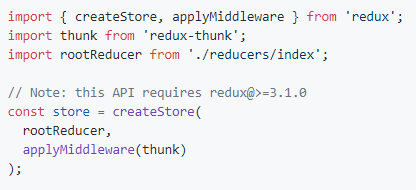 import { createStore, applyMiddleware } from 'redux';
import thunk from 'redux-thunk';
import rootReducer from './reducers/index';

// Note: this API requires redux@>=3.1.0
const store = createStore(
  rootReducer,
  applyMiddleware(thunk)
);